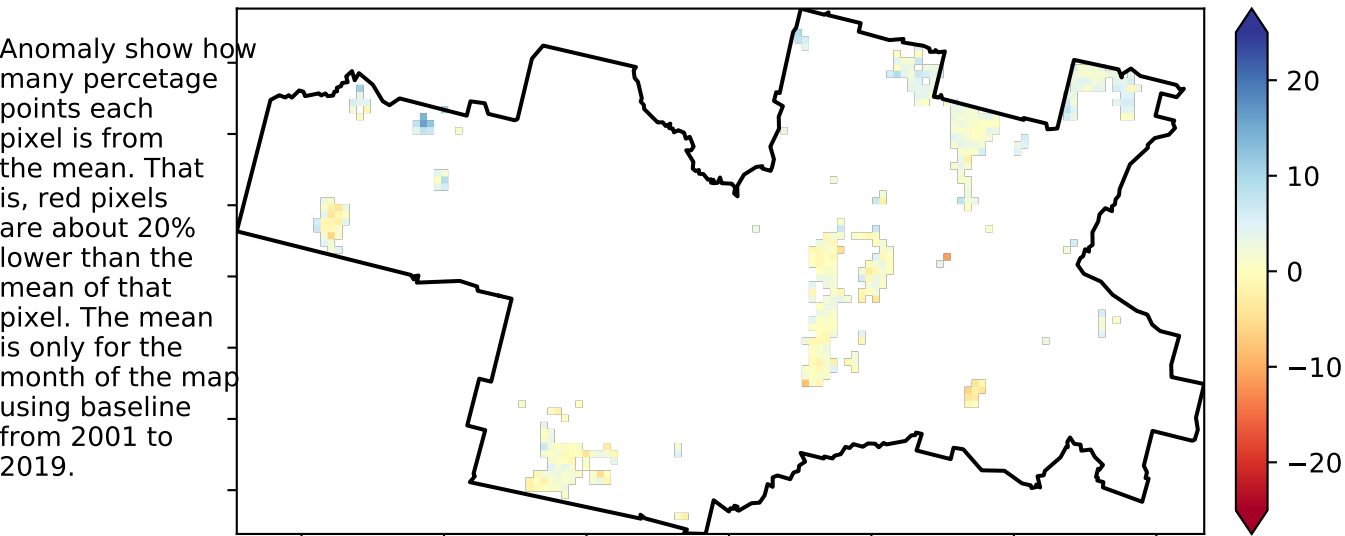 Anomaly show how
many percetage
points each
pixel is from
the mean. That
is, red pixels
are about 20%
lower than the
mean of that
pixel. The mean
is only for the
month of the map
using baseline
from 2001 to
2019.
20
10
0
−10
−20